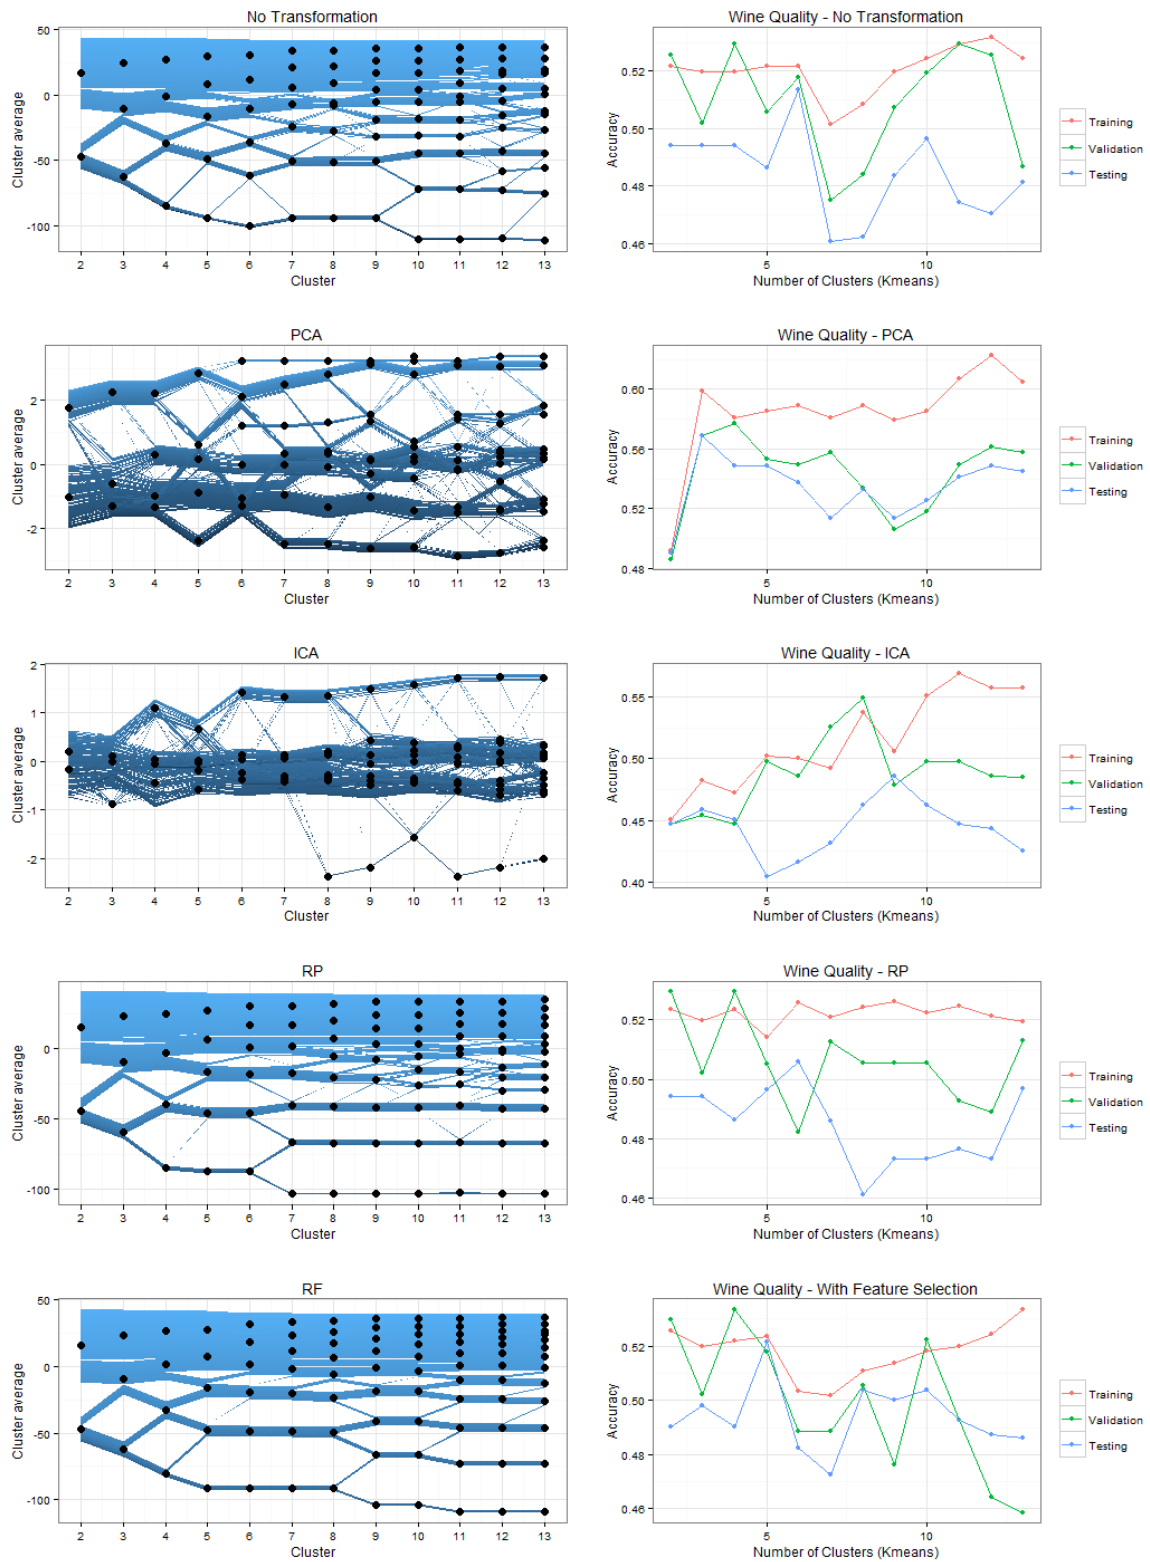 No Transformation
50
0
-50
-100
Cluster average
2 3 4 5 6 7 8 9 10 11 12 13
Cluster
Wine Quality - No Transformation
0.52
0.50
0.48
0.46
Accuracy
5 10
Number of Clusters (Kmeans)
Training
Validation
Testing
PCA
2
0
-2
Cluster average
2 3 4 5 6 7 8 9 10 11 12 13
Cluster
Wine Quality - PCA
0.60
0.56
0.52
0.48
Accuracy
5 10
Number of Clusters (Kmeans)
Training
Validation
Testing
ICA
2
1
0
-1
-2
Cluster average
2 3 4 5 6 7 8 9 10 11 12 13
Cluster
Wine Quality - ICA
0.55
0.50
0.45
0.40
Accuracy
5 10
Number of Clusters (Kmeans)
Training
Validation
Testing
RP
0
-50
-100
Cluster average
2 3 4 5 6 7 8 9 10 11 12 13
Cluster
Wine Quality - RP
0.52
0.50
0.48
0.46
Accuracy
5 10
Number of Clusters (Kmeans)
Training
Validation
Testing
RF
50
0
-50
-100
Cluster average
2 3 4 5 6 7 8 9 10 11 12 13
Cluster
Wine Quality - With Feature Selection
0.52
0.50
0.48
0.46
Accuracy
5 10
Number of Clusters (Kmeans)
Training
Validation
Testing